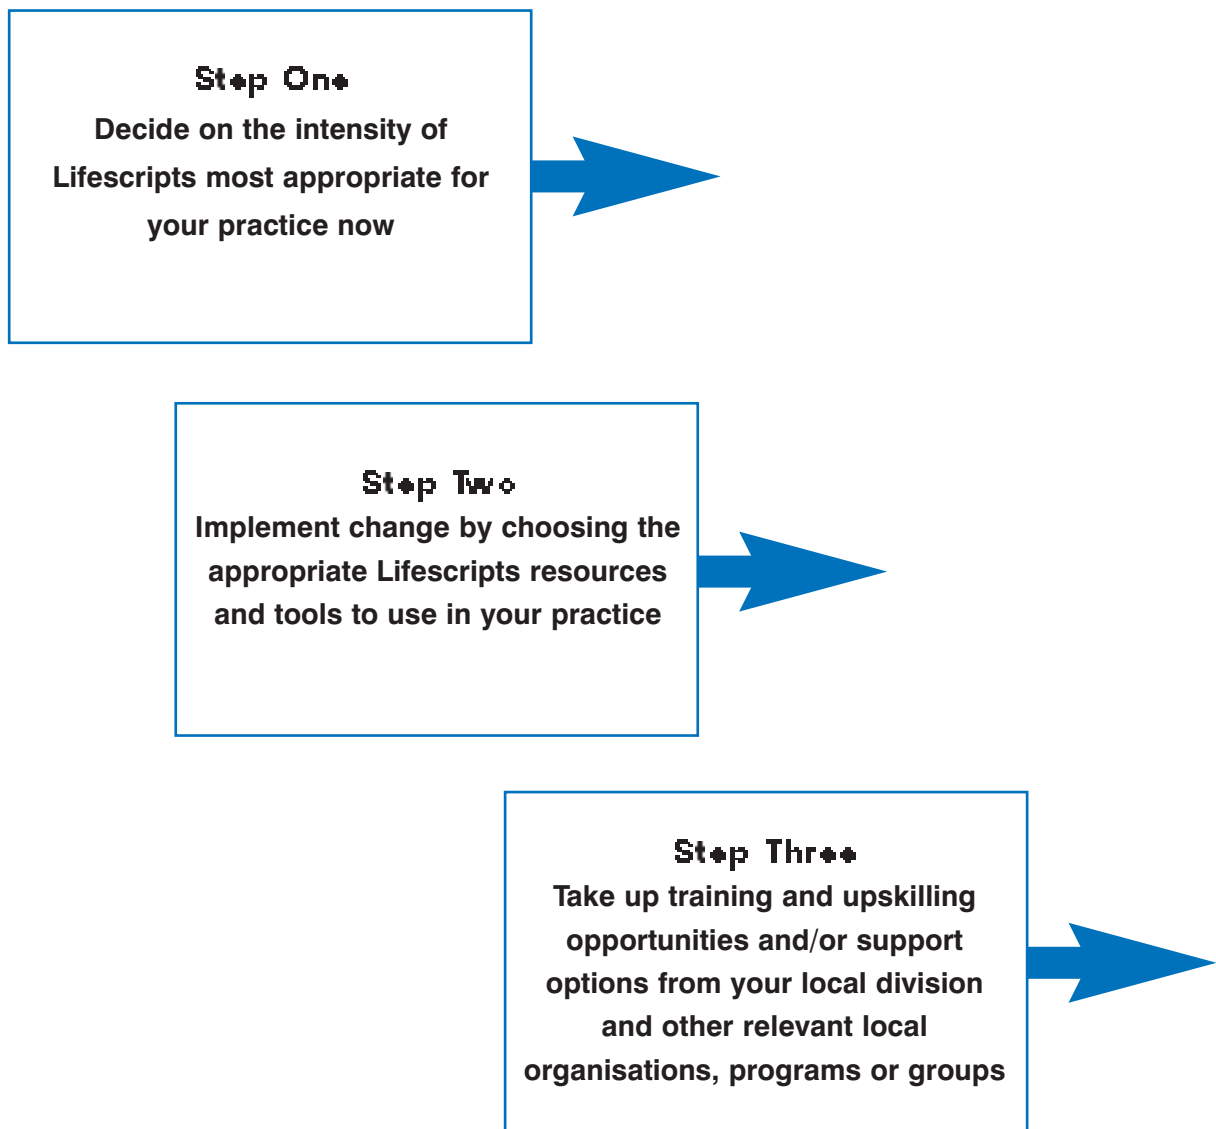 Step One
Decide on the intensity of
Lifescripts most appropriate for
your practice now
Step Two
Implement change by choosing the
appropriate Lifescripts resources
and tools to use in your practice
Step Three
Take up training and upskilling
opportunities and/or support
options from your local division
and other relevant local
organisations, programs or groups